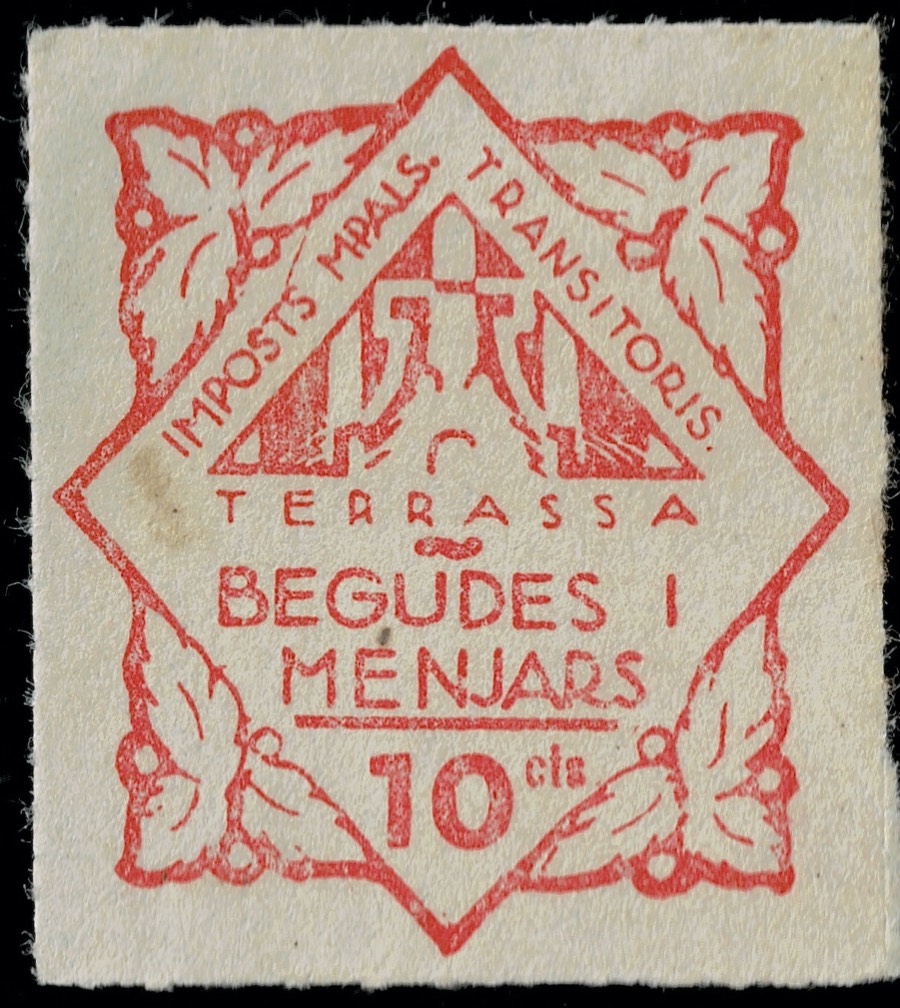 IMPOSTS MPALS. TRANSITORIS.
TERRASSA
BEGUDES I
MENJARS
10 cts